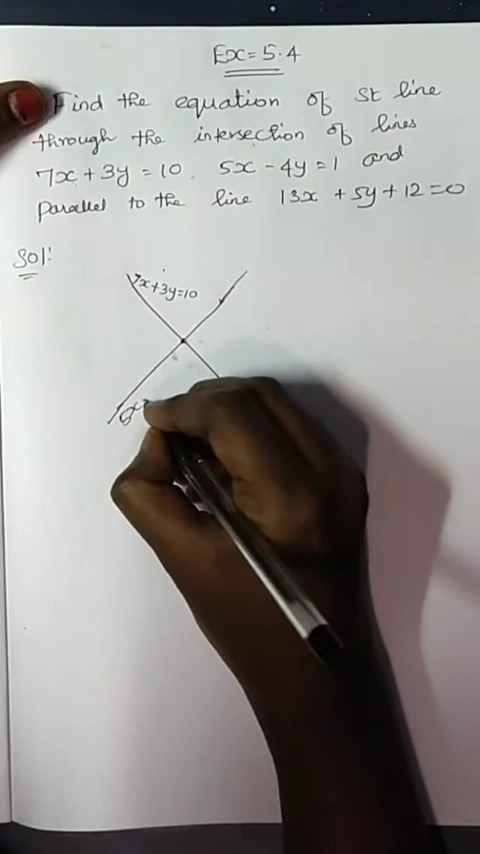 Ex = 5.4
Find the equation of St line
through the intersection of lines
7x + 3y = 10, 5x - 4y = 1 and
Parallel to the line 13x + 5y + 12 = 0
Sol:
7x+3y=10